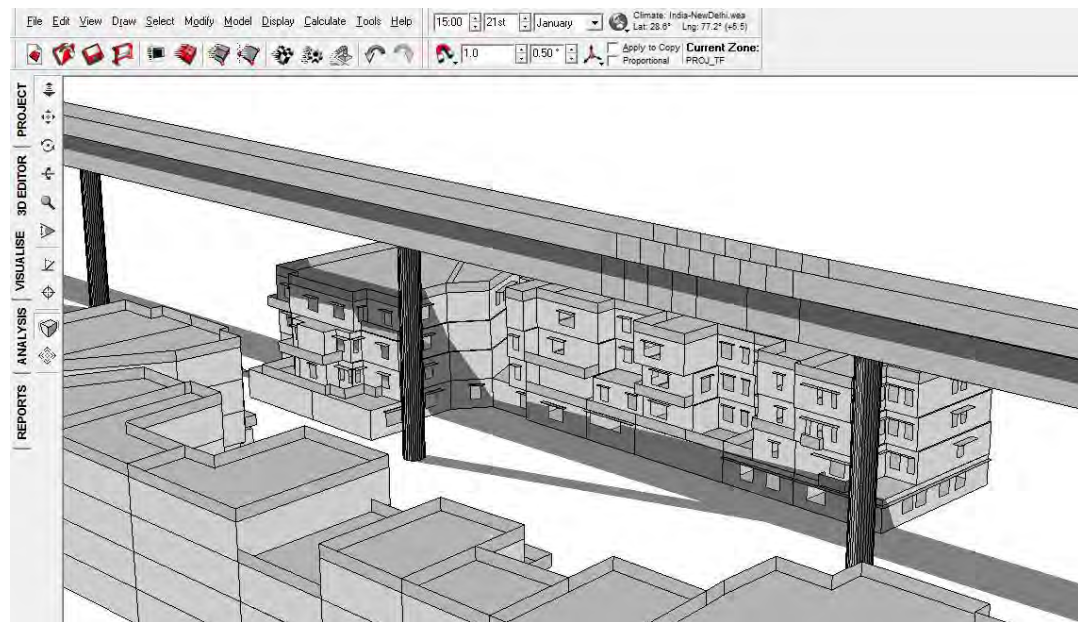 File Edit View Draw Select Modify Model Display Calculate Tools Help
15:00 21st January
Climate: India-NewDelhi.wea
Lat: 28.6° Lng: 77.2° (+5.5)
1.0 0.50 °
Apply to Copy
Proportional
Current Zone:
PROJ_TF
PROJECT
3D EDITOR
VISUALISE
ANALYSIS
REPORTS